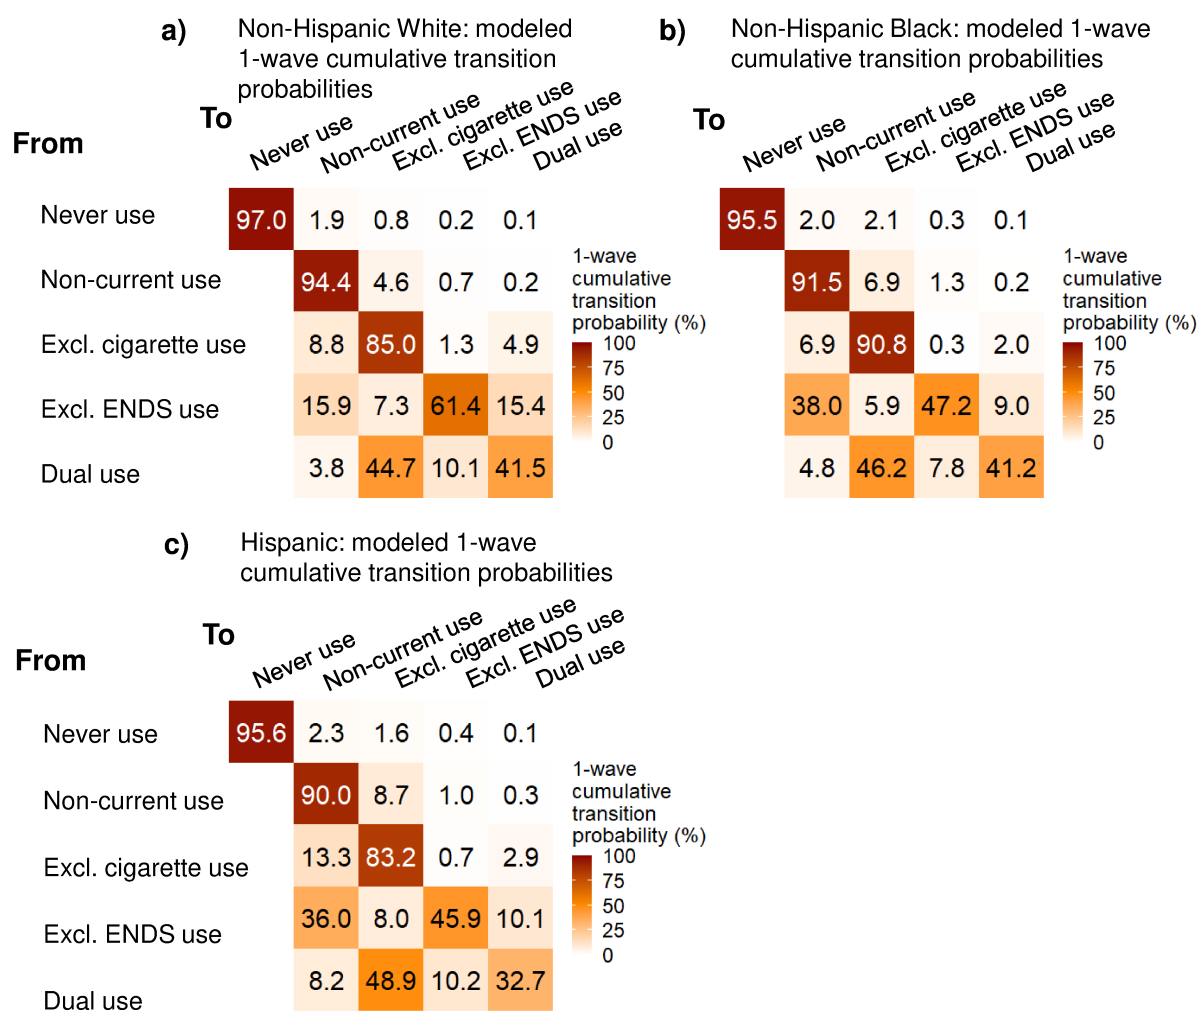 a)
Non-Hispanic White: modeled
1-wave cumulative transition
probabilities
To
From
Never use
Non-current use
Excl. cigarette use
Excl. ENDS use
Dual use
Never use
97.0 1.9 0.8 0.2 0.1
Non-current use
94.4 4.6 0.7 0.2
Excl. cigarette use
8.8 85.0 1.3 4.9
Excl. ENDS use
15.9 7.3 61.4 15.4
Dual use
3.8 44.7 10.1 41.5
1-wave
cumulative
transition
probability (%)
100
75
50
25
0
b)
Non-Hispanic Black: modeled 1-wave
cumulative transition probabilities
To
Never use
Non-current use
Excl. cigarette use
Excl. ENDS use
Dual use
95.5 2.0 2.1 0.3 0.1
91.5 6.9 1.3 0.2
6.9 90.8 0.3 2.0
38.0 5.9 47.2 9.0
4.8 46.2 7.8 41.2
1-wave
cumulative
transition
probability (%)
100
75
50
25
0
c)
Hispanic: modeled 1-wave
cumulative transition probabilities
To
From
Never use
Non-current use
Excl. cigarette use
Excl. ENDS use
Dual use
Never use
95.6 2.3 1.6 0.4 0.1
Non-current use
90.0 8.7 1.0 0.3
Excl. cigarette use
13.3 83.2 0.7 2.9
Excl. ENDS use
36.0 8.0 45.9 10.1
Dual use
8.2 48.9 10.2 32.7
1-wave
cumulative
transition
probability (%)
100
75
50
25
0